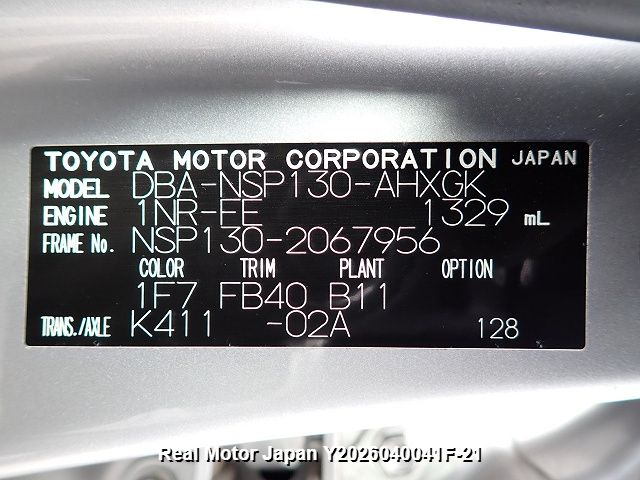 TOYOTA MOTOR CORPORATION JAPAN
MODEL DBA-NSP130-AHXGK
ENGINE 1NR-FE 1329 mL
FRAME No. NSP130-2067956
COLOR TRIM PLANT OPTION
1F7 FB40 B11
TRANS./AXLE K411 -02A 128
Real Motor Japan Y2026040041F-21